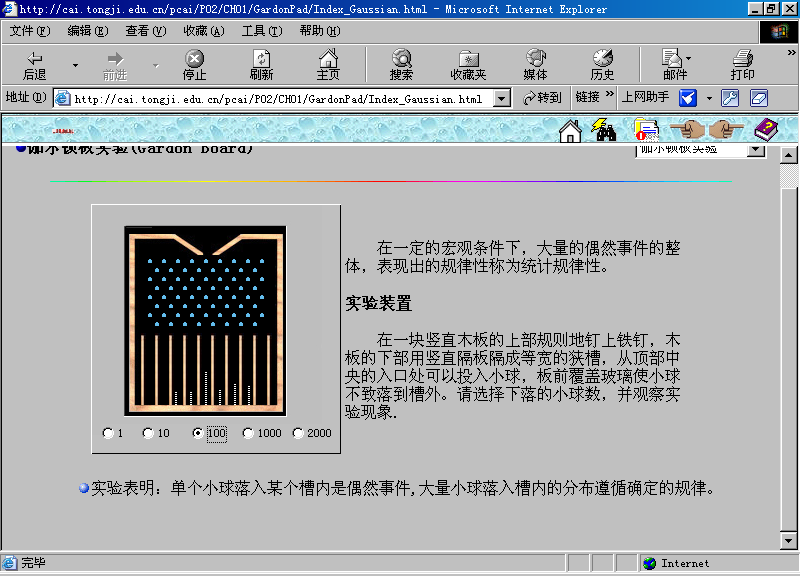 http://cai.tongji.edu.cn/pcai/PO2/CH01/GardonPad/Index_Gaussian.html - Microsoft Internet Explorer
文件(F) 编辑(E) 查看(V) 收藏(A) 工具(T) 帮助(H)
后退 前进 停止 刷新 主页 搜索 收藏夹 媒体 历史 邮件 打印
地址(D) http://cai.tongji.edu.cn/pcai/PO2/CH01/GardonPad/Index_Gaussian.html 转到 链接 » 上网助手
伽尔顿板实验(Gardon Board) 伽尔顿板实验
在一定的宏观条件下，大量的偶然事件的整
体，表现出的规律性称为统计规律性。
实验装置
在一块竖直木板的上部规则地钉上铁钉，木
板的下部用竖直隔板隔成等宽的狭槽，从顶部中
央的入口处可以投入小球，板前覆盖玻璃使小球
不致落到槽外。请选择下落的小球数，并观察实
验现象.
1 10 100 1000 2000
实验表明：单个小球落入某个槽内是偶然事件,大量小球落入槽内的分布遵循确定的规律。
完毕 Internet